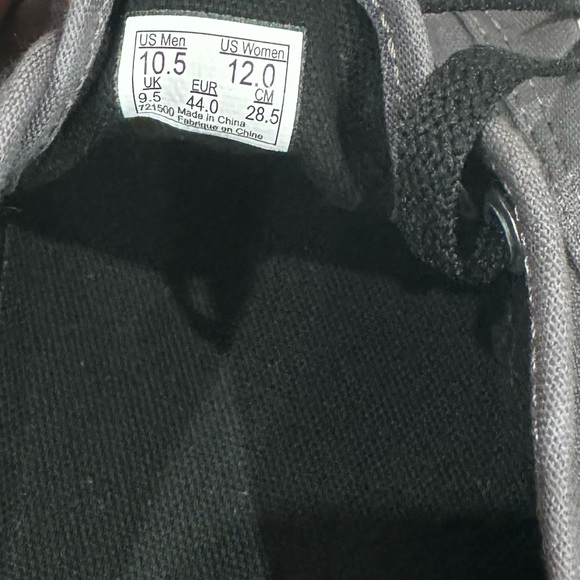 US Men US Women
10.5 12.0
UK EUR CM
9.5 44.0 28.5
721500 Made in China
Fabriqué en Chine